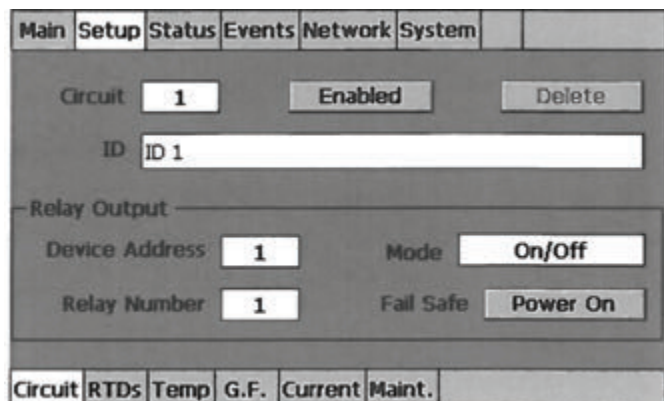 Main Setup Status Events Network System
Circuit 1 Enabled Delete
ID ID 1
Relay Output
Device Address 1 Mode On/Off
Relay Number 1 Fail Safe Power On
Circuit RTDs Temp G.F. Current Maint.